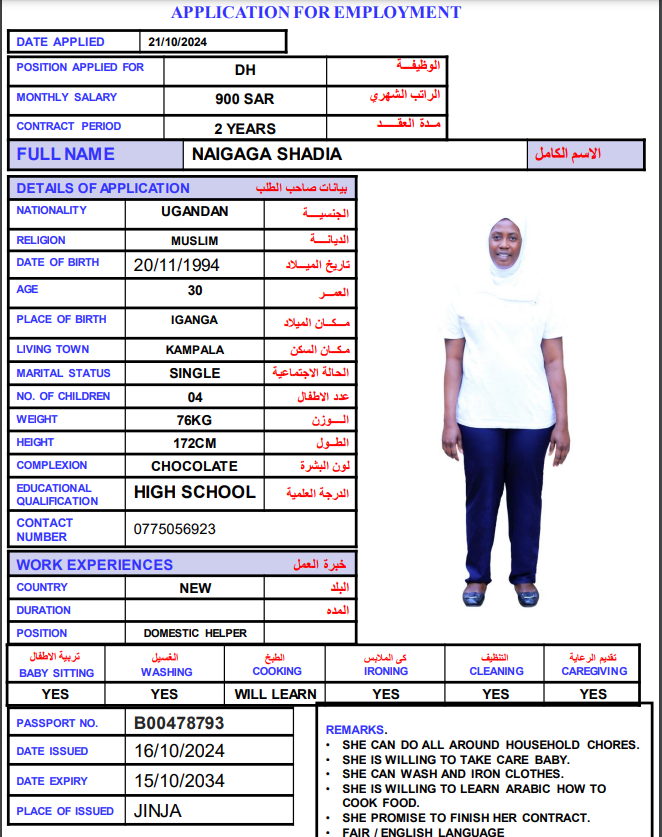 APPLICATION FOR EMPLOYMENT
DATE APPLIED 21/10/2024
POSITION APPLIED FOR DH الوظيفـــة
MONTHLY SALARY 900 SAR الراتب الشهري
CONTRACT PERIOD 2 YEARS مـدة العقــــد
FULL NAME NAIGAGA SHADIA الاسم الكامل
DETAILS OF APPLICATION بيانات صاحب الطلب
NATIONALITY UGANDAN الجنسيـــة
RELIGION MUSLIM الديانـــة
DATE OF BIRTH 20/11/1994 تاريخ الميـــلاد
AGE 30 العمـــر
PLACE OF BIRTH IGANGA مـكـــان الميلاد
LIVING TOWN KAMPALA مـكـان السكن
MARITAL STATUS SINGLE الحالة الاجتماعية
NO. OF CHILDREN 04 عدد الاطفال
WEIGHT 76KG الـــوزن
HEIGHT 172CM الطـول
COMPLEXION CHOCOLATE لون البشرة
EDUCATIONAL QUALIFICATION HIGH SCHOOL الدرجة العلمية
CONTACT NUMBER 0775056923
WORK EXPERIENCES خبرة العمل
COUNTRY NEW البلد
DURATION المده
POSITION DOMESTIC HELPER
تربية الاطفال الغسيل الطبخ كى الملابس التنظيف تقديم الرعاية
BABY SITTING WASHING COOKING IRONING CLEANING CAREGIVING
YES YES WILL LEARN YES YES YES
PASSPORT NO. B00478793
DATE ISSUED 16/10/2024
DATE EXPIRY 15/10/2034
PLACE OF ISSUED JINJA
REMARKS.
• SHE CAN DO ALL AROUND HOUSEHOLD CHORES.
• SHE IS WILLING TO TAKE CARE BABY.
• SHE CAN WASH AND IRON CLOTHES.
• SHE IS WILLING TO LEARN ARABIC HOW TO
COOK FOOD.
• SHE PROMISE TO FINISH HER CONTRACT.
• FAIR / ENGLISH LANGUAGE